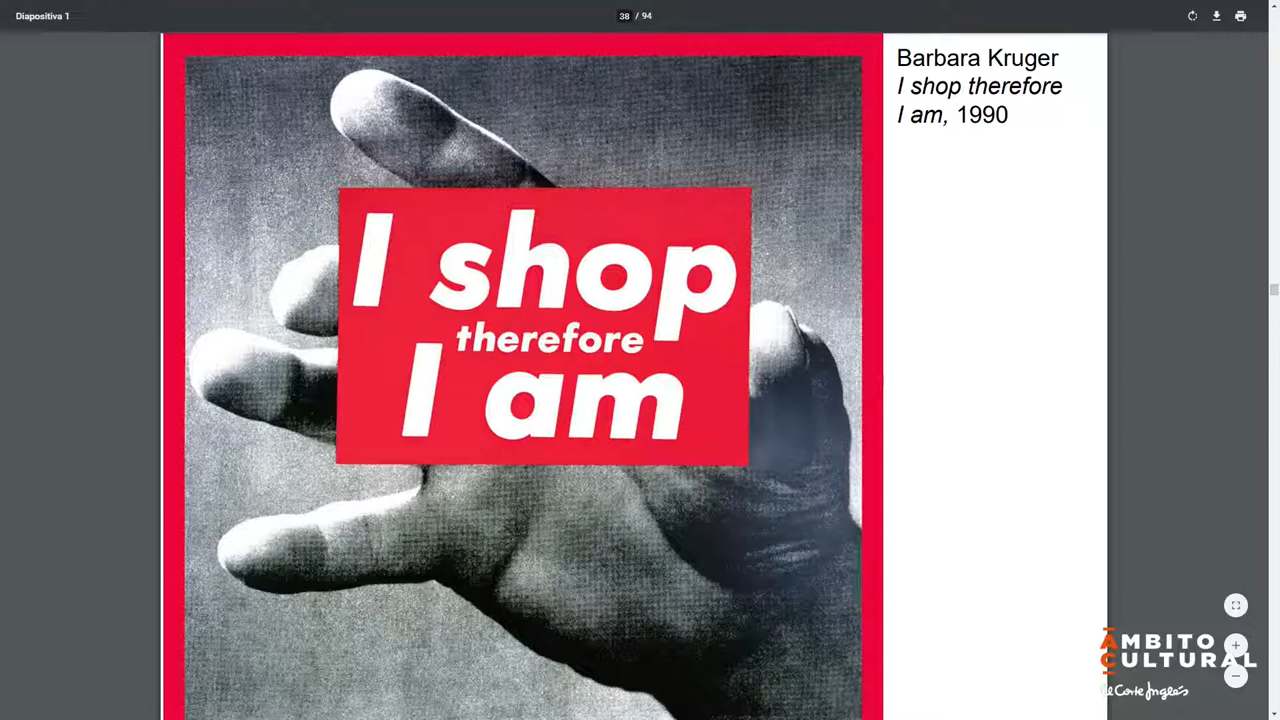 Diapositiva 1
38 / 94
I shop
therefore
I am
Barbara Kruger
I shop therefore
I am, 1990
ÁMBITO
CULTURAL
El Corte Inglés